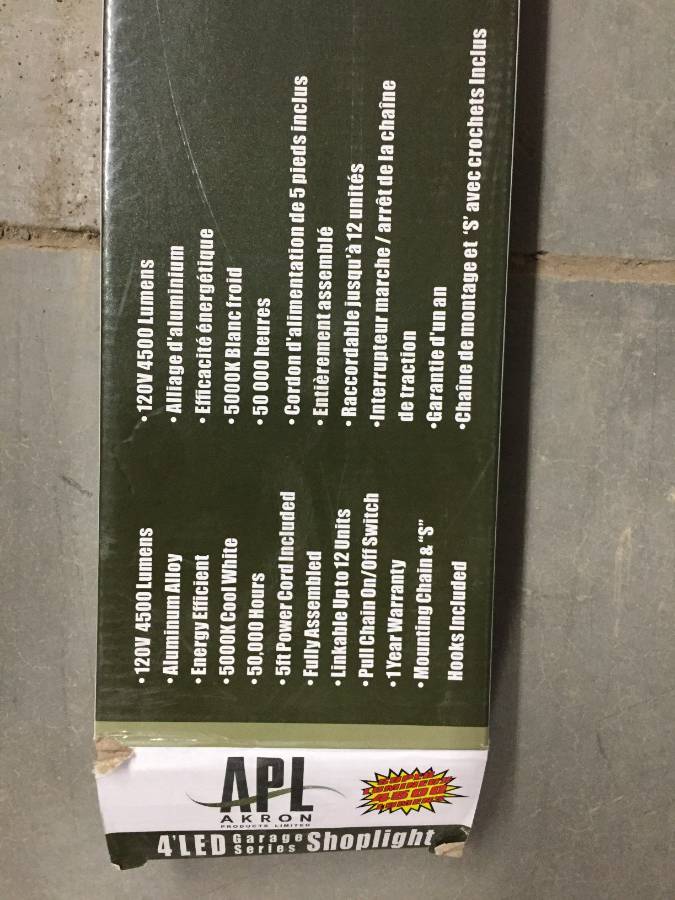 • 120V 4500 Lumens
• Aluminum Alloy
• Energy Efficient
• 5000K Cool White
• 50,000 Hours
• 5ft Power Cord Included
• Fully Assembled
• Linkable Up to 12 Units
• Pull Chain On/Off Switch
• 1 Year Warranty
• Mounting Chain & "S"
Hooks Included
• 120V 4500 Lumens
• Alliage d'aluminium
• Efficacité énergétique
• 5000K Blanc froid
• 50 000 heures
• Cordon d'alimentation de 5 pieds inclus
• Entièrement assemblé
• Raccordable jusqu'à 12 unités
•Interrupteur marche / arrêt de la chaîne
de traction
•Garantie d'un an
•Chaîne de montage et 'S' avec crochets Inclus
APL
AKRON
PRODUCTS LIMITED
4500
LUMENS
4'LED Garage Series Shoplight